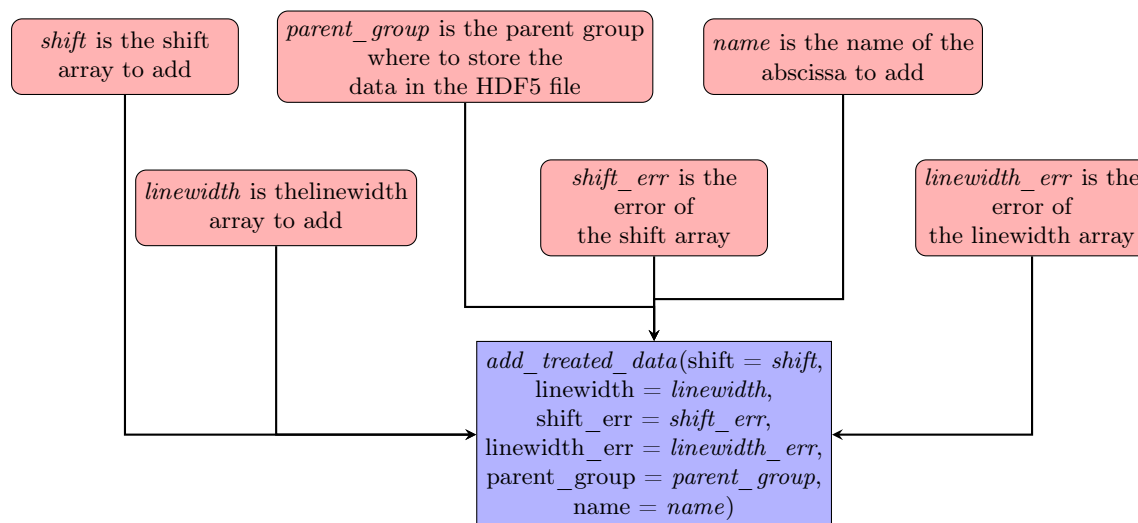 shift is the shift
array to add
parent_group is the parent group
where to store the
data in the HDF5 file
name is the name of the
abscissa to add
linewidth is thelinewidth
array to add
shift_err is the
error of
the shift array
linewidth_err is the
error of
the linewidth array
add_treated_data(shift = shift,
linewidth = linewidth,
shift_err = shift_err,
linewidth_err = linewidth_err,
parent_group = parent_group,
name = name)